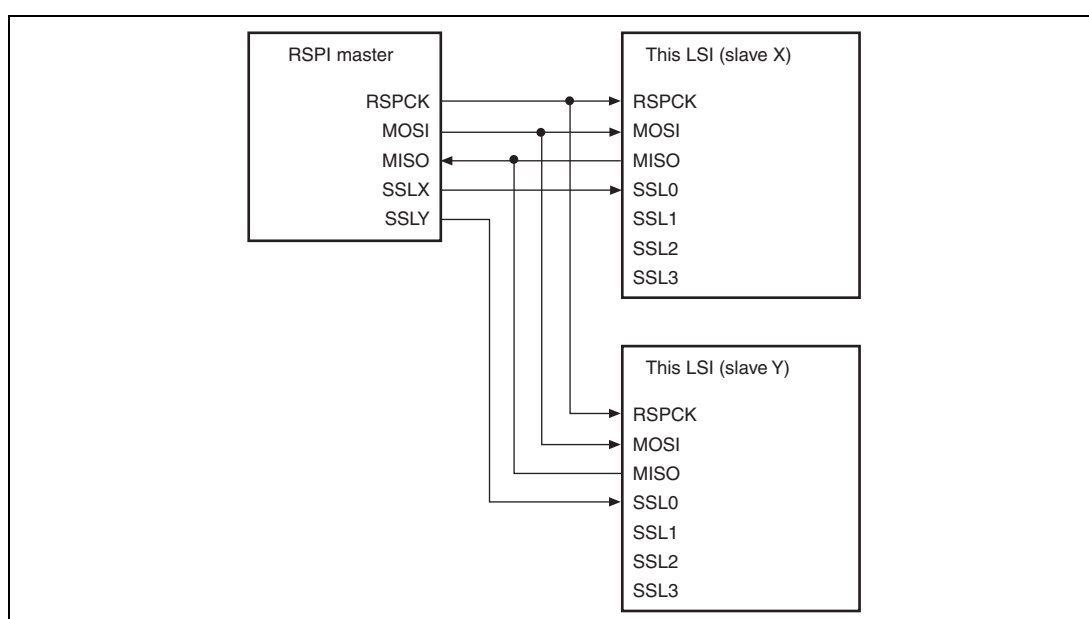 RSPI master
RSPCK
MOSI
MISO
SSLX
SSLY
This LSI (slave X)
RSPCK
MOSI
MISO
SSL0
SSL1
SSL2
SSL3
This LSI (slave Y)
RSPCK
MOSI
MISO
SSL0
SSL1
SSL2
SSL3